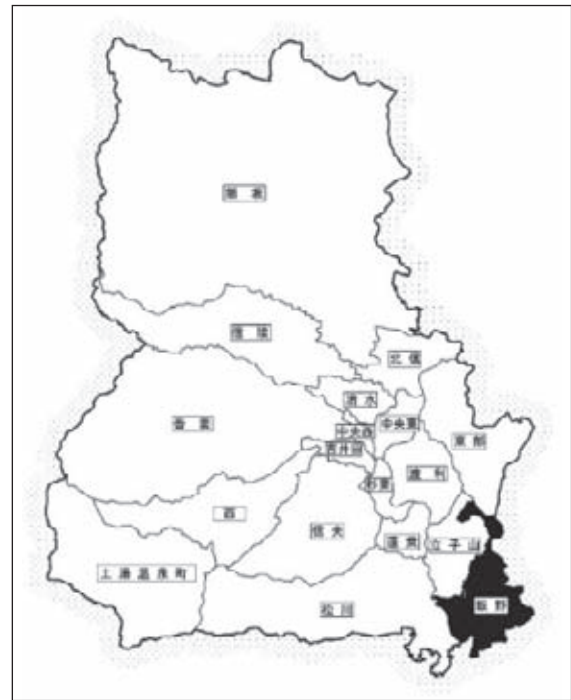 飯坂
信陵
北信
清水
吾妻
中央東
中央西
東部
吉井田
渡利
杉妻
西
信夫
蓬萊
立子山
土湯温泉町
飯野
松川